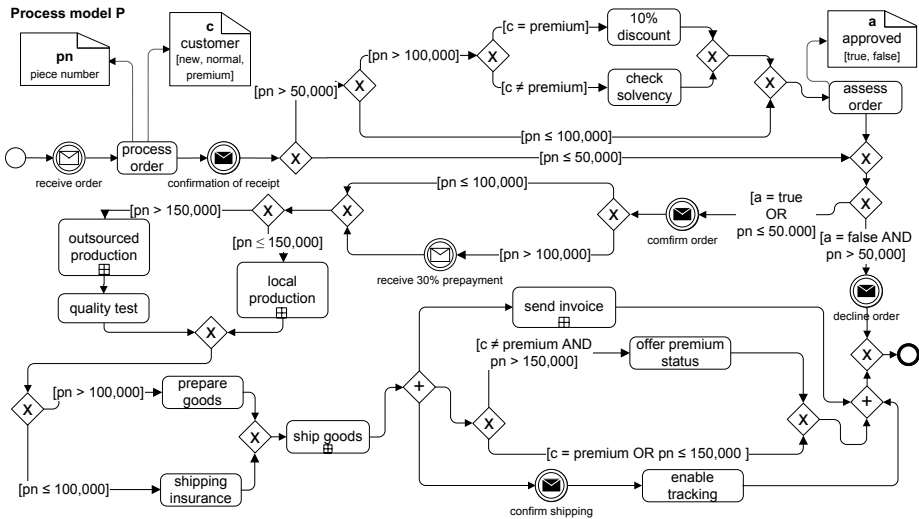 Process model P
pn
piece number
c
customer
[new, normal,
premium]
a
approved
[true, false]
[pn > 50,000]
[pn > 100,000]
[c = premium]
10%
discount
[c ≠ premium]
check
solvency
X
X
X
X
[pn ≤ 100,000]
assess
order
receive order
process
order
confirmation of receipt
X
[pn ≤ 50,000]
X
X
[a = true
OR
pn ≤ 50.000]
[a = false AND
pn > 50,000]
comfirm order
decline order
X
[pn ≤ 100,000]
[pn > 100,000]
receive 30% prepayment
X
X
[pn > 150,000]
[pn ≤ 150,000]
outsourced
production
quality test
local
production
X
X
[pn > 100,000]
prepare
goods
[pn ≤ 100,000]
shipping
insurance
X
ship goods
+
send invoice
X
[c ≠ premium AND
pn > 150,000]
offer premium
status
[c = premium OR pn ≤ 150,000 ]
X
confirm shipping
enable
tracking
+
X